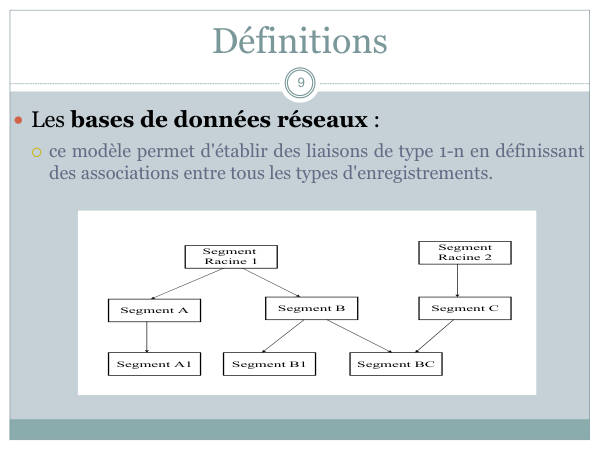 Définitions
9
Les bases de données réseaux :
ce modèle permet d'établir des liaisons de type 1-n en définissant
des associations entre tous les types d'enregistrements.
Segment
Racine 1
Segment
Racine 2
Segment A
Segment B
Segment C
Segment A1
Segment B1
Segment BC